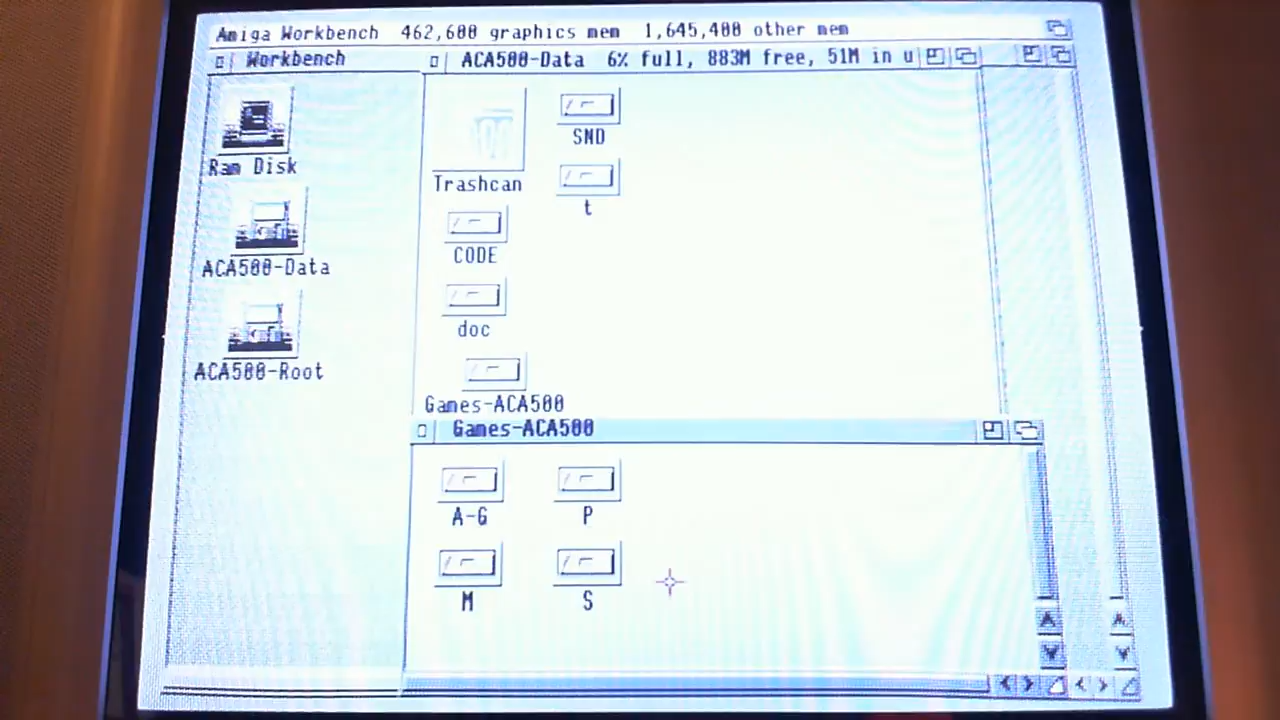 Amiga Workbench 462,600 graphics mem 1,645,400 other mem
Workbench
ACA500-Data 6% full, 883M free, 51M in u
Ram Disk
ACA500-Data
ACA500-Root
Trashcan
SND
t
CODE
doc
Games-ACA500
Games-ACA500
A-G
P
M
S